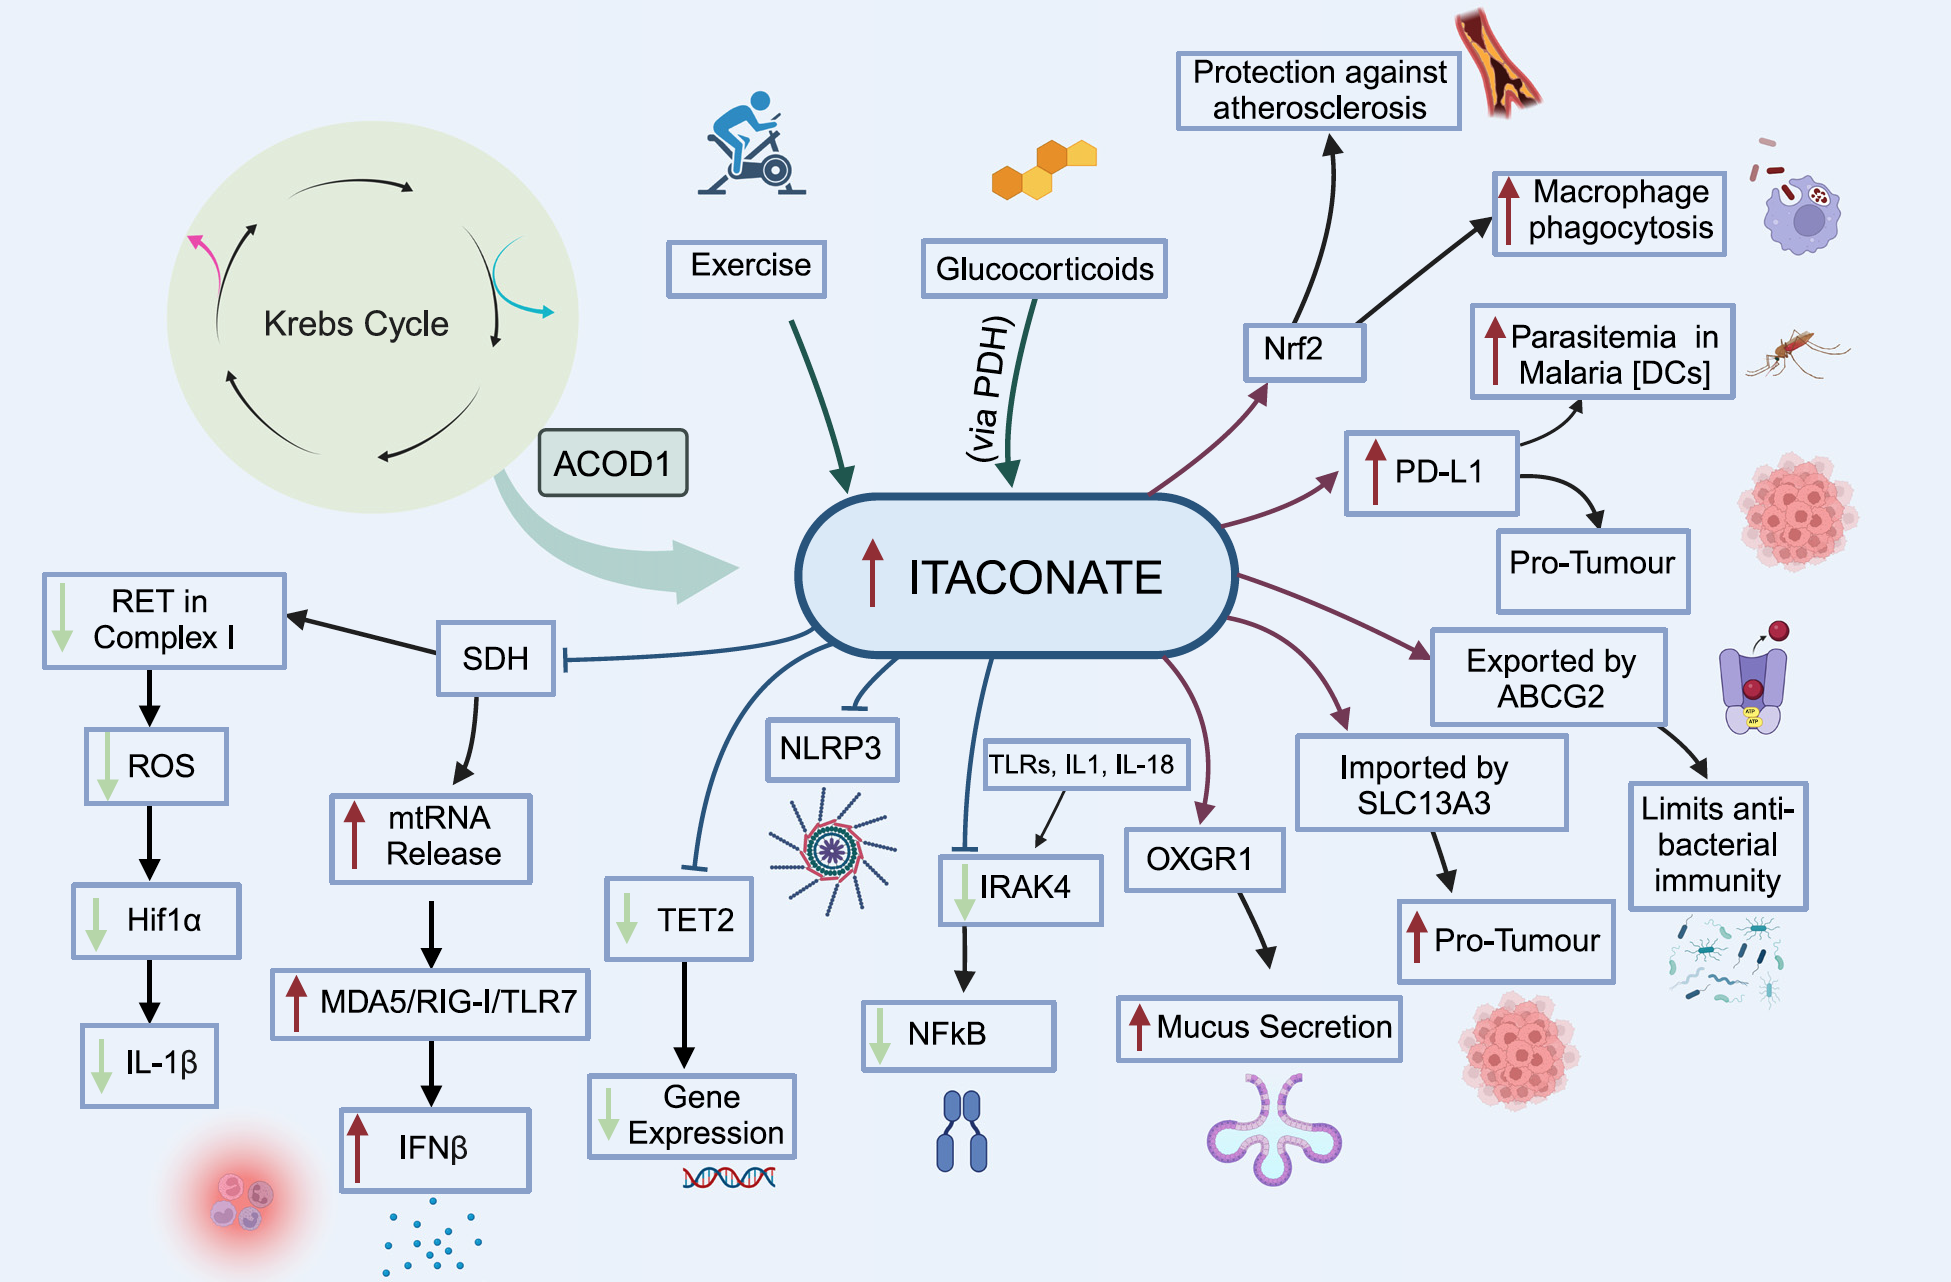 Protection against
atherosclerosis
Macrophage
phagocytosis
Exercise
Glucocorticoids
(via PDH)
Krebs Cycle
Nrf2
Parasitemia in
Malaria [DCs]
ACOD1
PD-L1
Pro-Tumour
ITACONATE
RET in
Complex I
SDH
Exported by
ABCG2
ATP
ATP
NLRP3
TLRs, IL1, IL-18
Imported by
SLC13A3
ROS
mtRNA
Release
Limits anti-
bacterial
immunity
OXGR1
IRAK4
Hif1α
TET2
Pro-Tumour
MDA5/RIG-I/TLR7
NFkB
Mucus Secretion
IL-1β
Gene
Expression
IFNβ